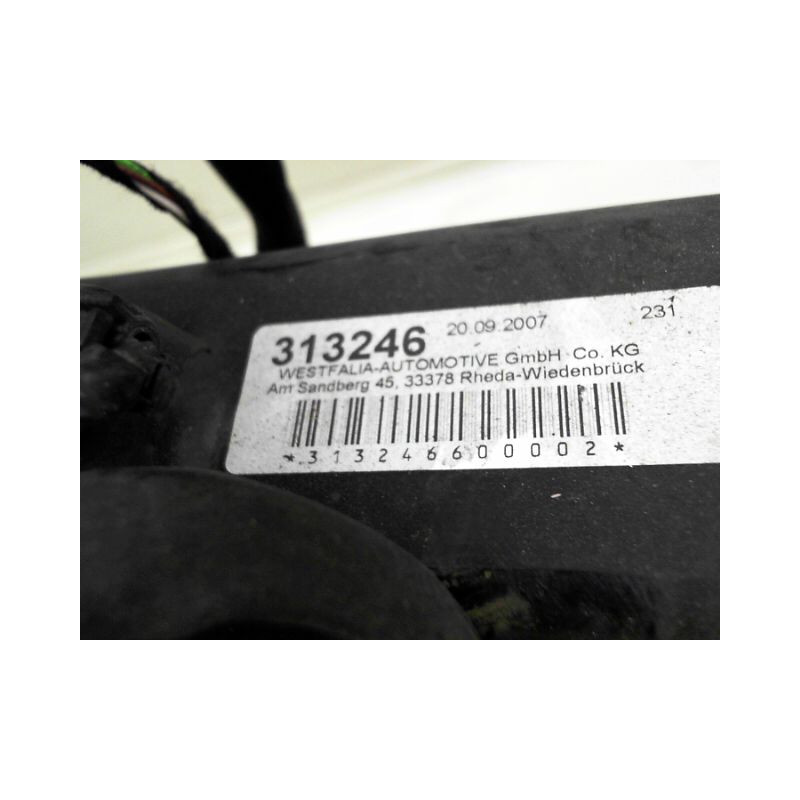 313246 20.09.2007 231
WESTFALIA-AUTOMOTIVE GmbH Co. KG
Am Sandberg 45, 33378 Rheda-Wiedenbrück
*313246600002*